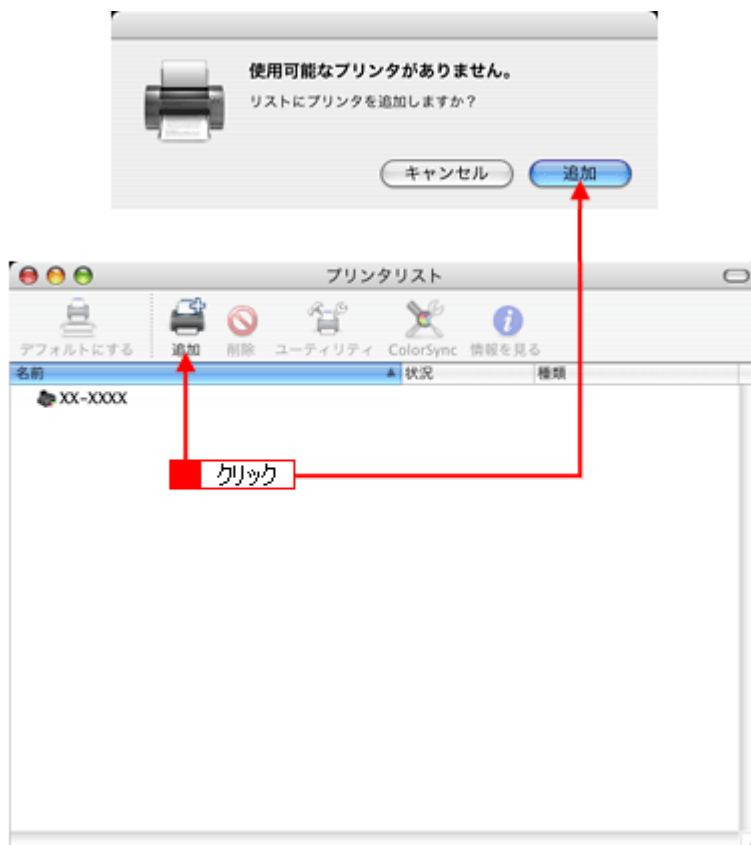 使用可能なプリンタがありません。
リストにプリンタを追加しますか？
キャンセル 追加
プリンタリスト
デフォルトにする 追加 削除 ユーティリティ ColorSync 情報を見る
名前 状況 種類
XX-XXXX
クリック